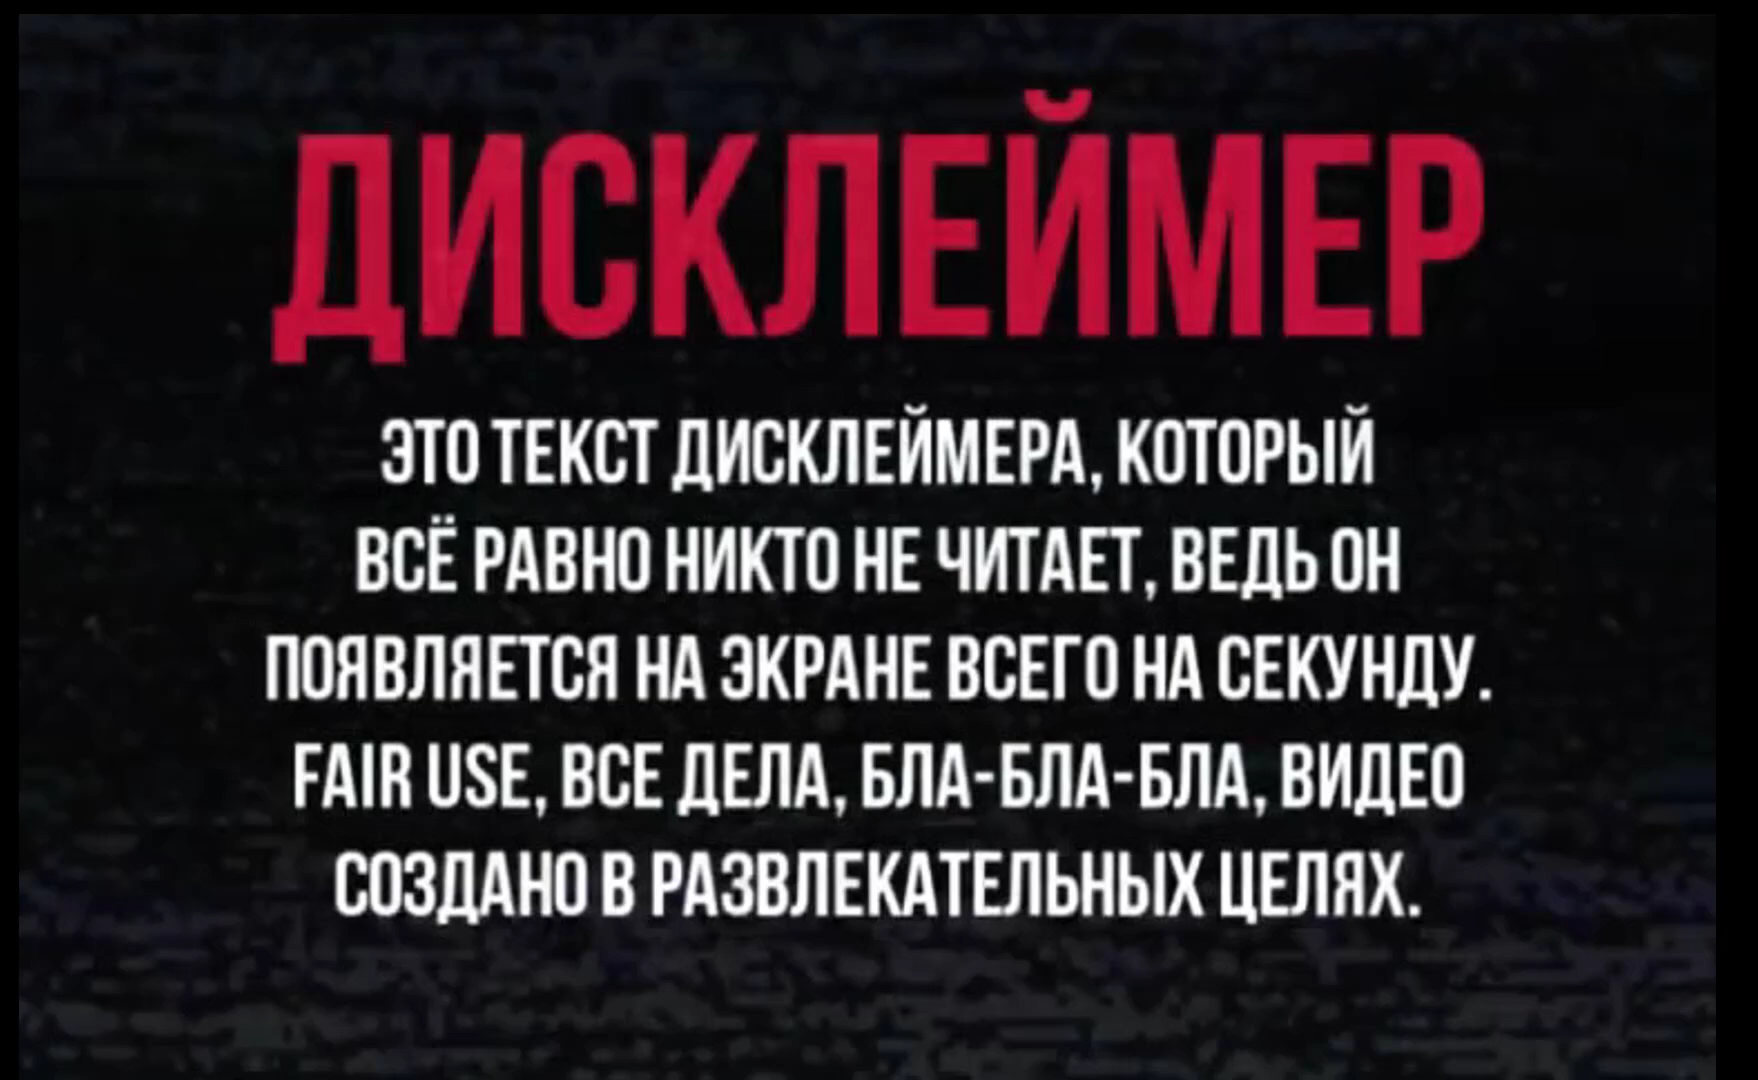 ДИСКЛЕЙМЕР
ЭТО ТЕКСТ ДИСКЛЕЙМЕРА, КОТОРЫЙ
ВСЁ РАВНО НИКТО НЕ ЧИТАЕТ, ВЕДЬ ОН
ПОЯВЛЯЕТСЯ НА ЭКРАНЕ ВСЕГО НА СЕКУНДУ.
FAIR USE, ВСЕ ДЕЛА, БЛА-БЛА-БЛА, ВИДЕО
СОЗДАНО В РАЗВЛЕКАТЕЛЬНЫХ ЦЕЛЯХ.